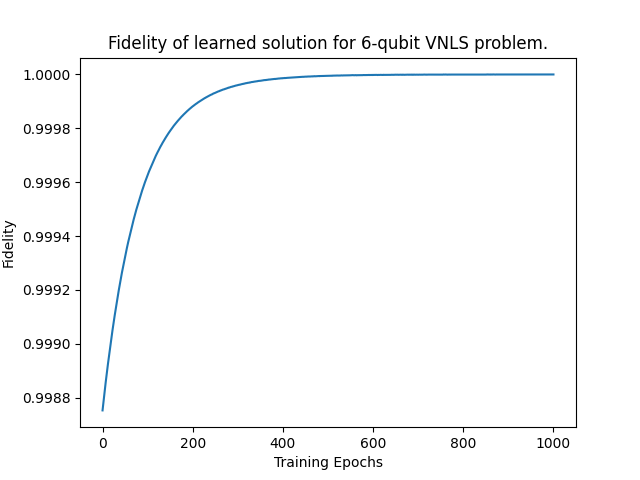 Fidelity of learned solution for 6-qubit VNLS problem.
1.0000
0.9998
0.9996
0.9994
0.9992
0.9990
0.9988
Fidelity
0 200 400 600 800 1000
Training Epochs